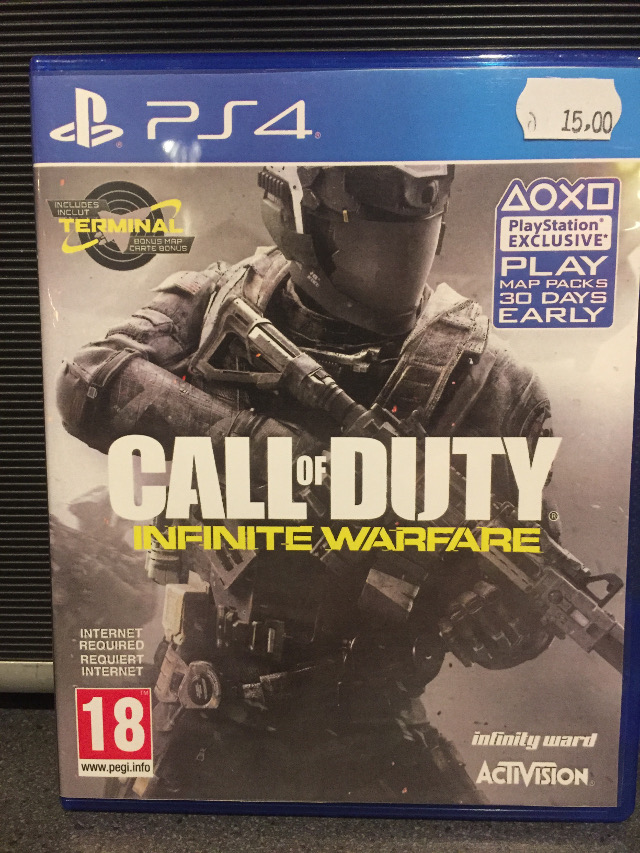 PS4
15,00
INCLUDES
INCLUT
TERMINAL
BONUS MAP
CARTE BONUS
PlayStation®
EXCLUSIVE*
PLAY
MAP PACKS
30 DAYS
EARLY
CALL OF DUTY®
INFINITE WARFARE
INTERNET
REQUIRED
REQUIERT
INTERNET
18
www.pegi.info
infinity ward
ACTIVISION